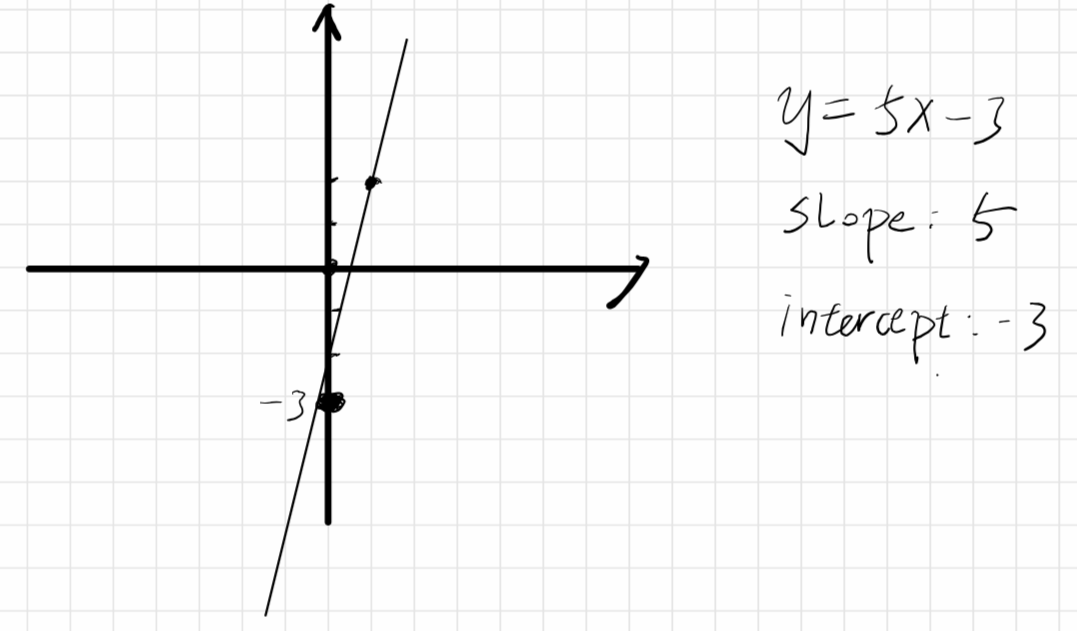 y = 5x - 3
slope: 5
intercept: -3
-3